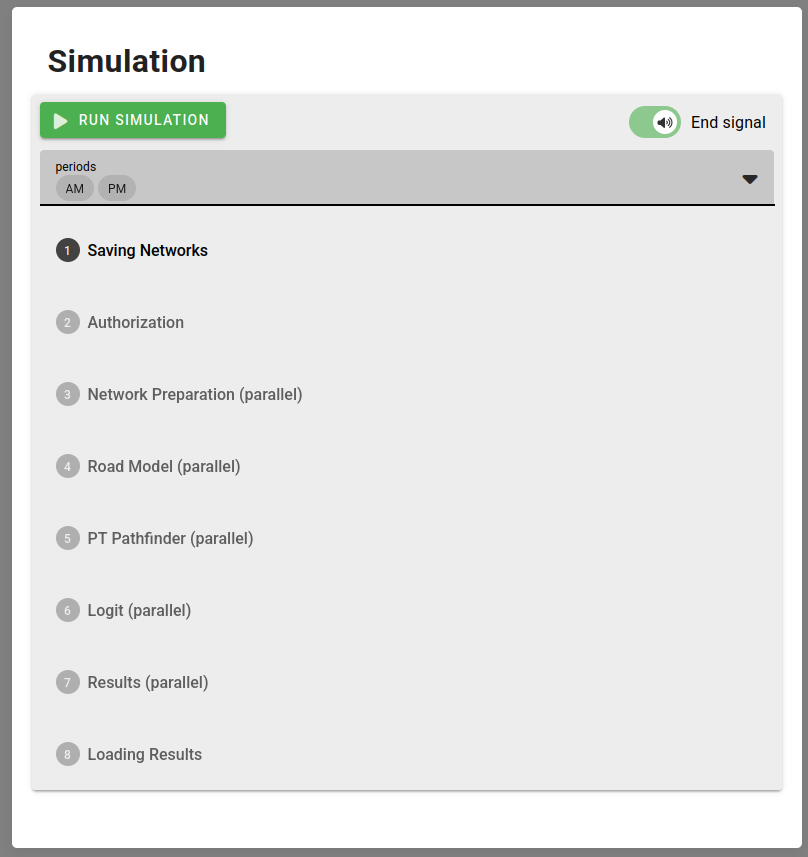 Simulation
RUN SIMULATION
End signal
periods
AM PM
1 Saving Networks
2 Authorization
3 Network Preparation (parallel)
4 Road Model (parallel)
5 PT Pathfinder (parallel)
6 Logit (parallel)
7 Results (parallel)
8 Loading Results